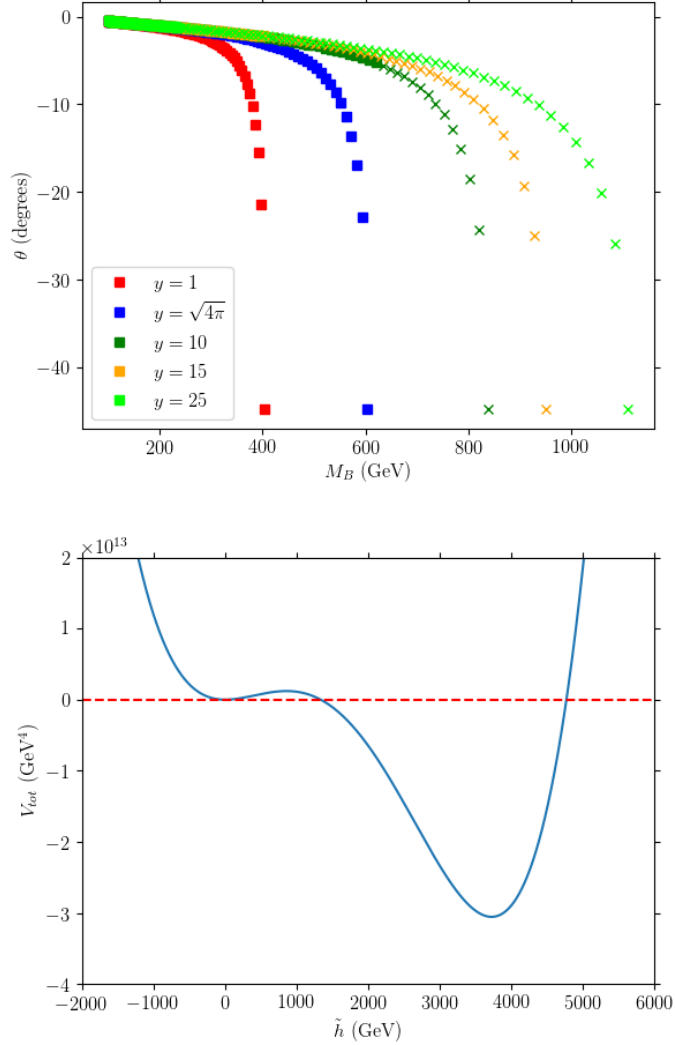 0
−10
−20
−30
−40
θ (degrees)
y = 1
y = √4π
y = 10
y = 15
y = 25
200 400 600 800 1000
M_B (GeV)
×10^13
2
1
0
−1
−2
−3
−4
V_tot (GeV^4)
−2000 −1000 0 1000 2000 3000 4000 5000 6000
h̃ (GeV)